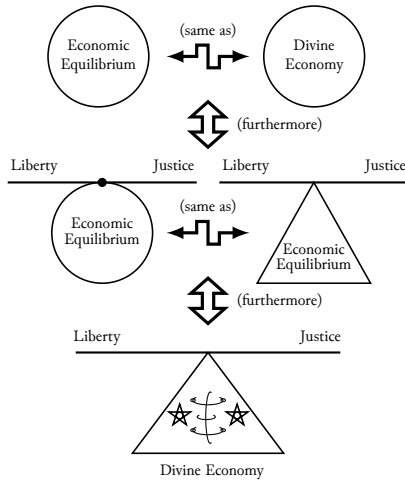 Economic
Equilibrium
(same as)
Divine
Economy
(furthermore)
Liberty Justice
Liberty Justice
Economic
Equilibrium
(same as)
Economic
Equilibrium
(furthermore)
Liberty Justice
Divine Economy